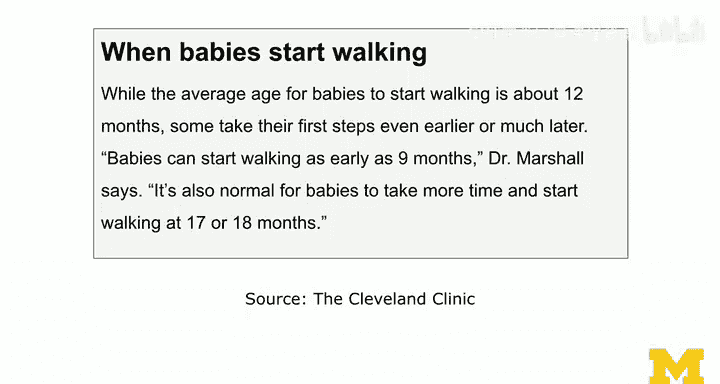 When babies start walking
While the average age for babies to start walking is about 12
months, some take their first steps even earlier or much later.
“Babies can start walking as early as 9 months,” Dr. Marshall
says. “It’s also normal for babies to take more time and start
walking at 17 or 18 months.”
Source: The Cleveland Clinic
M